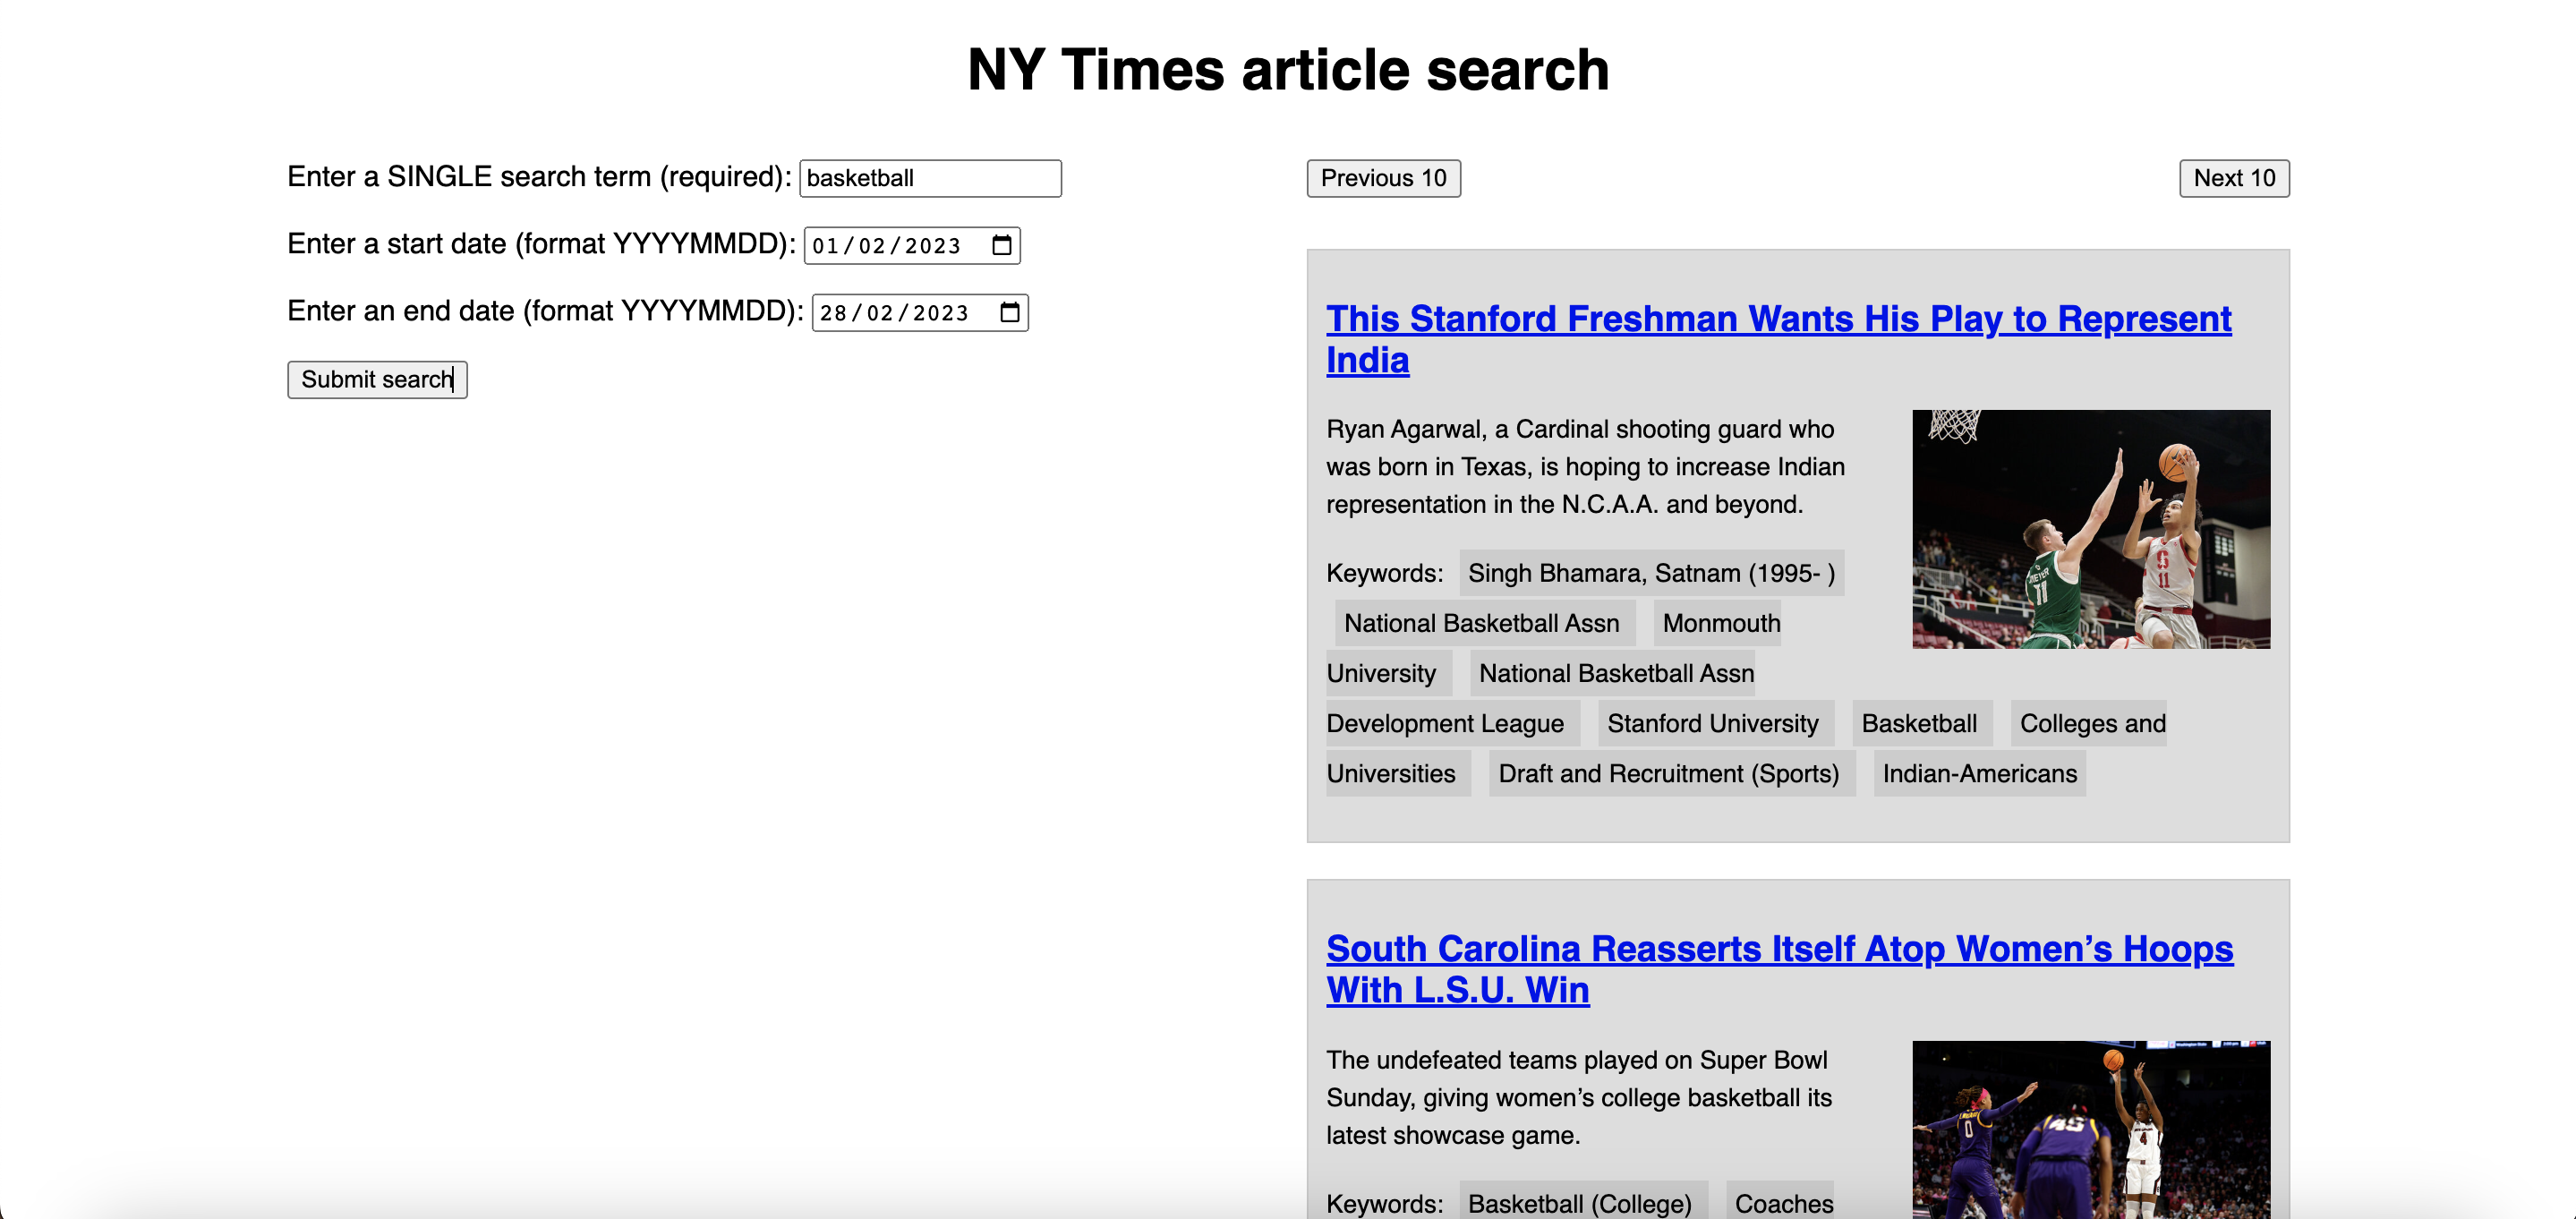 NY Times article search
Enter a SINGLE search term (required): basketball
Enter a start date (format YYYYMMDD): 01/02/2023
Enter an end date (format YYYYMMDD): 28/02/2023
Submit search
Previous 10
Next 10
This Stanford Freshman Wants His Play to Represent
India
Ryan Agarwal, a Cardinal shooting guard who
was born in Texas, is hoping to increase Indian
representation in the N.C.A.A. and beyond.
Keywords: Singh Bhamara, Satnam (1995- )
National Basketball Assn Monmouth
University National Basketball Assn
Development League Stanford University Basketball Colleges and
Universities Draft and Recruitment (Sports) Indian-Americans
11
S
11
South Carolina Reasserts Itself Atop Women’s Hoops
With L.S.U. Win
The undefeated teams played on Super Bowl
Sunday, giving women’s college basketball its
latest showcase game.
Keywords: Basketball (College) Coaches
0
45
4